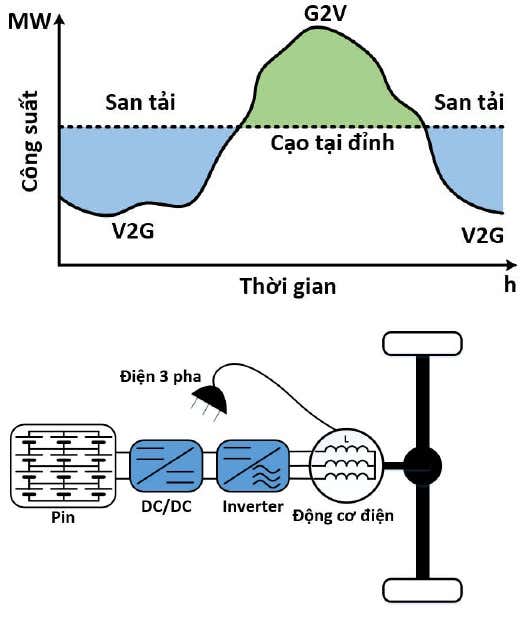 MW
G2V
San tải
San tải
Công suất
Cạo tại đỉnh
V2G
V2G
Thời gian
h
Điện 3 pha
L
Pin
DC/DC
Inverter
Động cơ điện